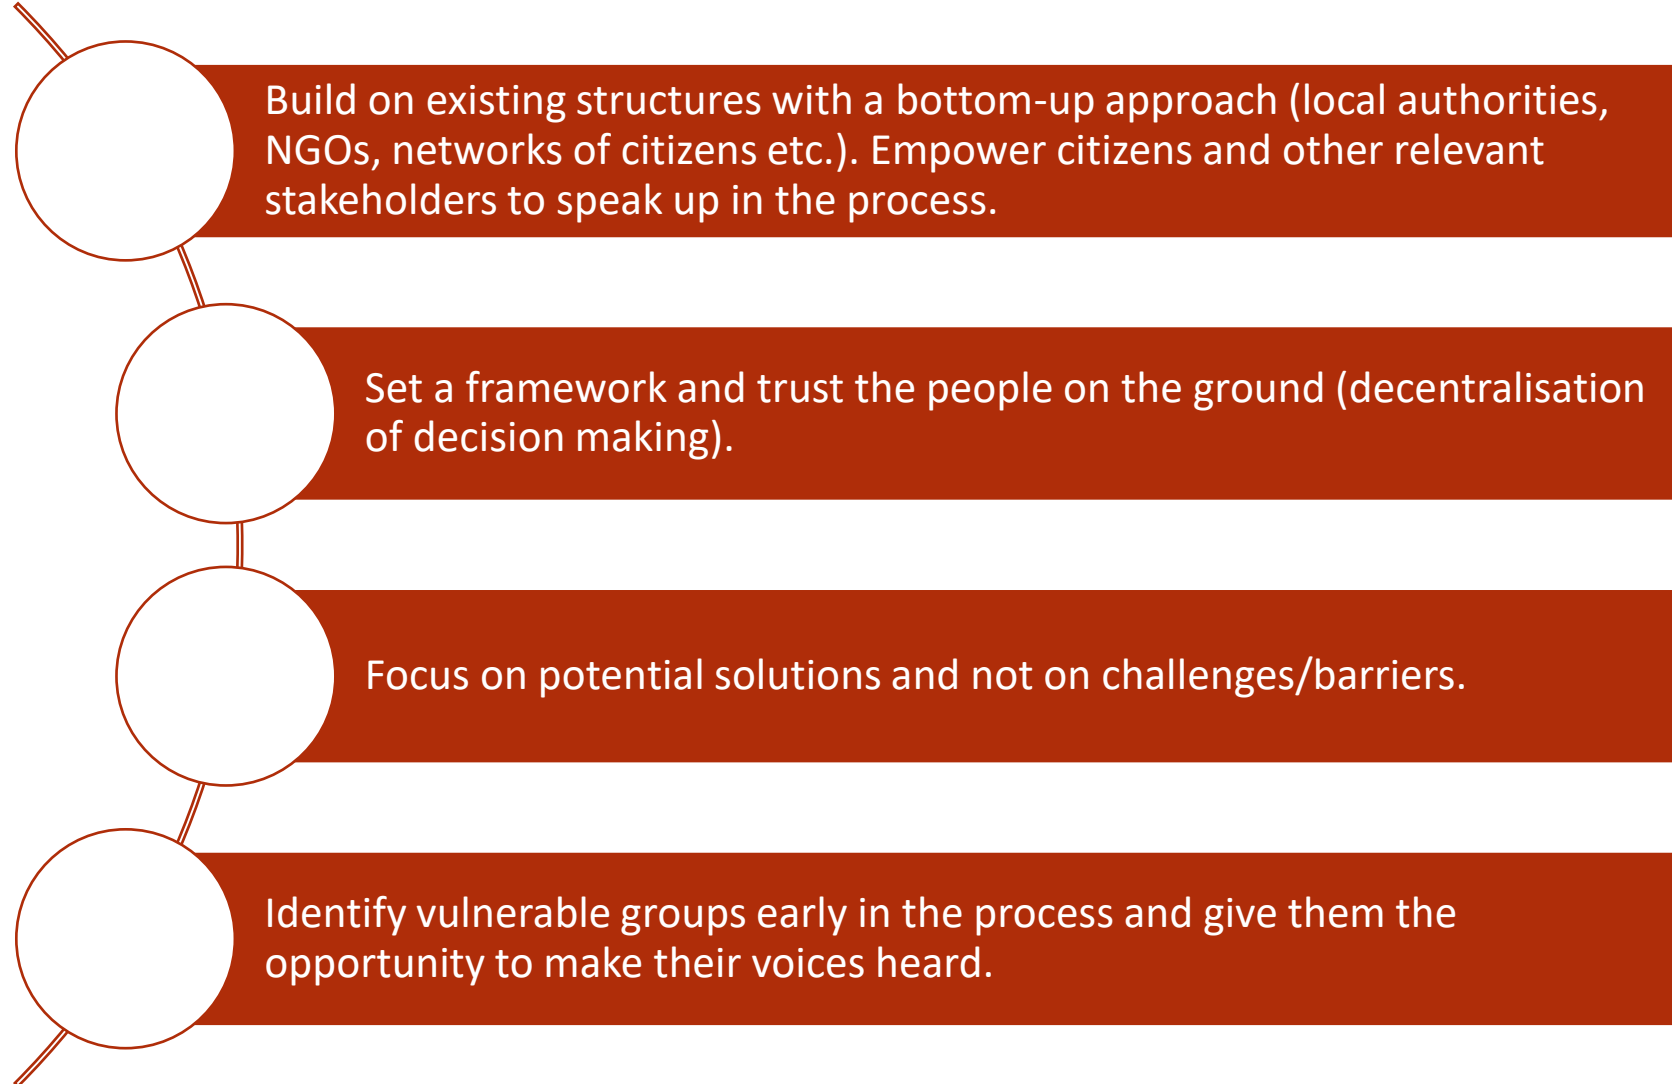 Build on existing structures with a bottom-up approach (local authorities,
NGOs, networks of citizens etc.). Empower citizens and other relevant
stakeholders to speak up in the process.
Set a framework and trust the people on the ground (decentralisation
of decision making).
Focus on potential solutions and not on challenges/barriers.
Identify vulnerable groups early in the process and give them the
opportunity to make their voices heard.